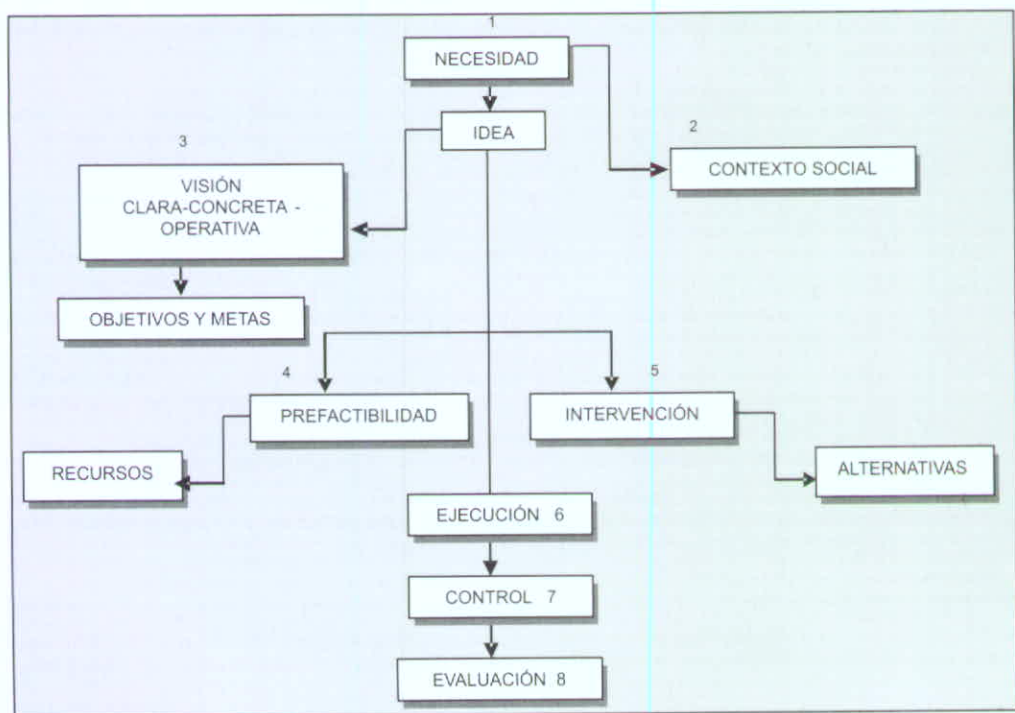 1
NECESIDAD
IDEA
2
CONTEXTO SOCIAL
3
VISIÓN
CLARA-CONCRETA -
OPERATIVA
OBJETIVOS Y METAS
4
PREFACTIBILIDAD
RECURSOS
5
INTERVENCIÓN
ALTERNATIVAS
EJECUCIÓN 6
CONTROL 7
EVALUACIÓN 8